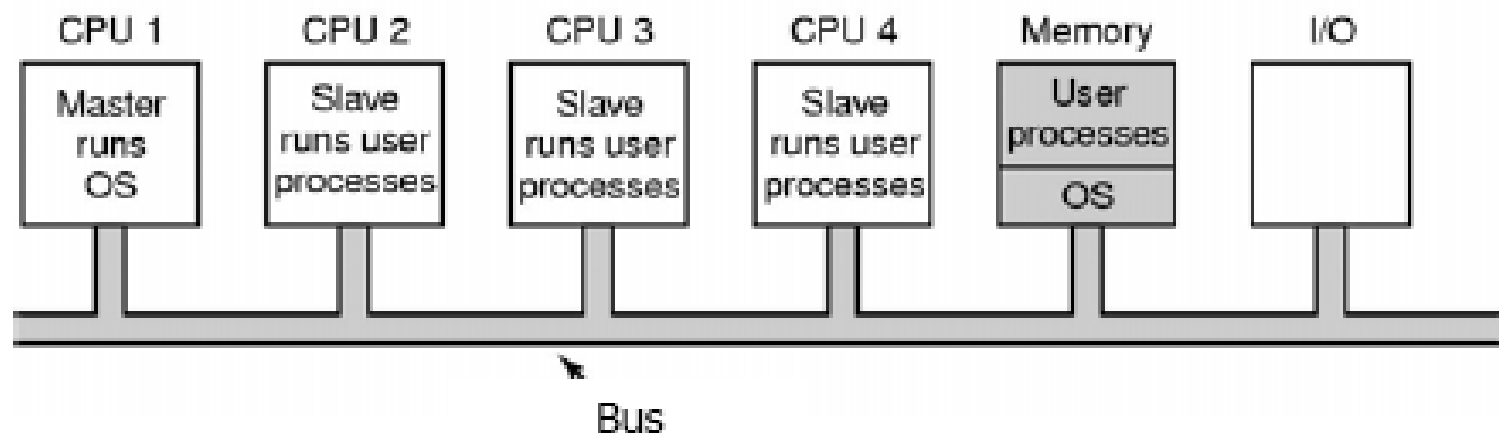 CPU 1
CPU 2
CPU 3
CPU 4
Memory
I/O
Master
runs
OS
Slave
runs user
processes
Slave
runs user
processes
Slave
runs user
processes
User
processes
OS
Bus